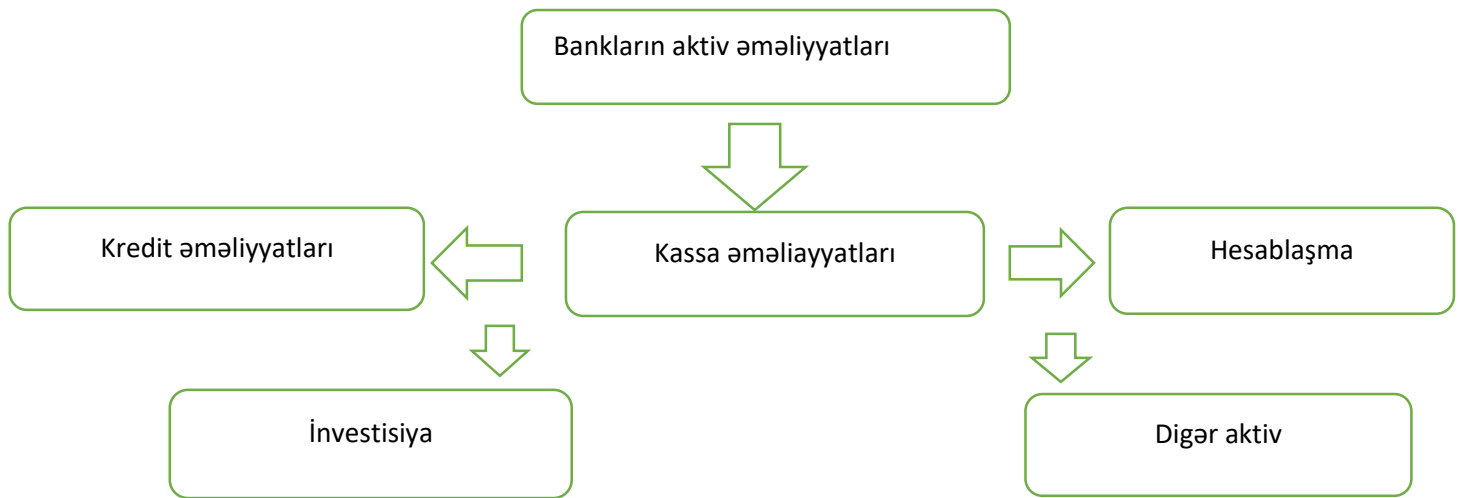 Bankların aktiv əməliyyatları
Kredit əməliyyatları
Kassa əməliayyatları
Hesablaşma
İnvestisiya
Digər aktiv